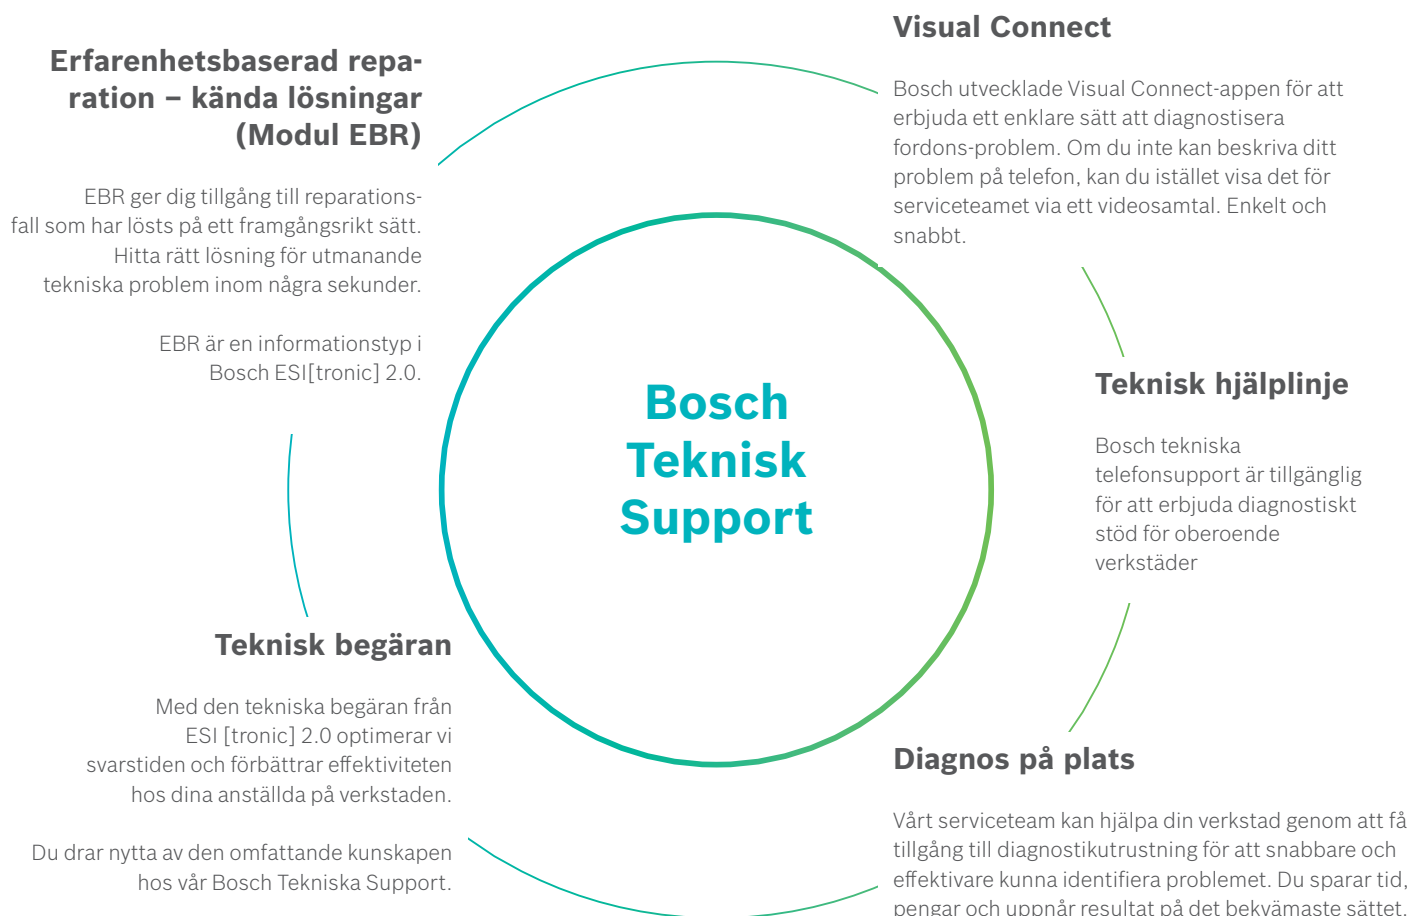 Erfarenhetsbaserad repa-
ration – kända lösningar
(Modul EBR)
EBR ger dig tillgång till reparations-
fall som har lösts på ett framgångsrikt sätt.
Hitta rätt lösning för utmanande
tekniska problem inom några sekunder.
EBR är en informationstyp i
Bosch ESI[tronic] 2.0.
Visual Connect
Bosch utvecklade Visual Connect-appen för att
erbjuda ett enklare sätt att diagnostisera
fordons-problem. Om du inte kan beskriva ditt
problem på telefon, kan du istället visa det för
serviceteamet via ett videosamtal. Enkelt och
snabbt.
Bosch
Teknisk
Support
Teknisk hjälplinje
Bosch tekniska
telefonsupport är tillgänglig
för att erbjuda diagnostiskt
stöd för oberoende
verkstäder
Teknisk begäran
Med den tekniska begäran från
ESI [tronic] 2.0 optimerar vi
svarstiden och förbättrar effektiviteten
hos dina anställda på verkstaden.
Du drar nytta av den omfattande kunskapen
hos vår Bosch Tekniska Support.
Diagnos på plats
Vårt serviceteam kan hjälpa din verkstad genom att få
tillgång till diagnostikutrustning för att snabbare och
effektivare kunna identifiera problemet. Du sparar tid,
pengar och uppnår resultat på det bekvämaste sättet.